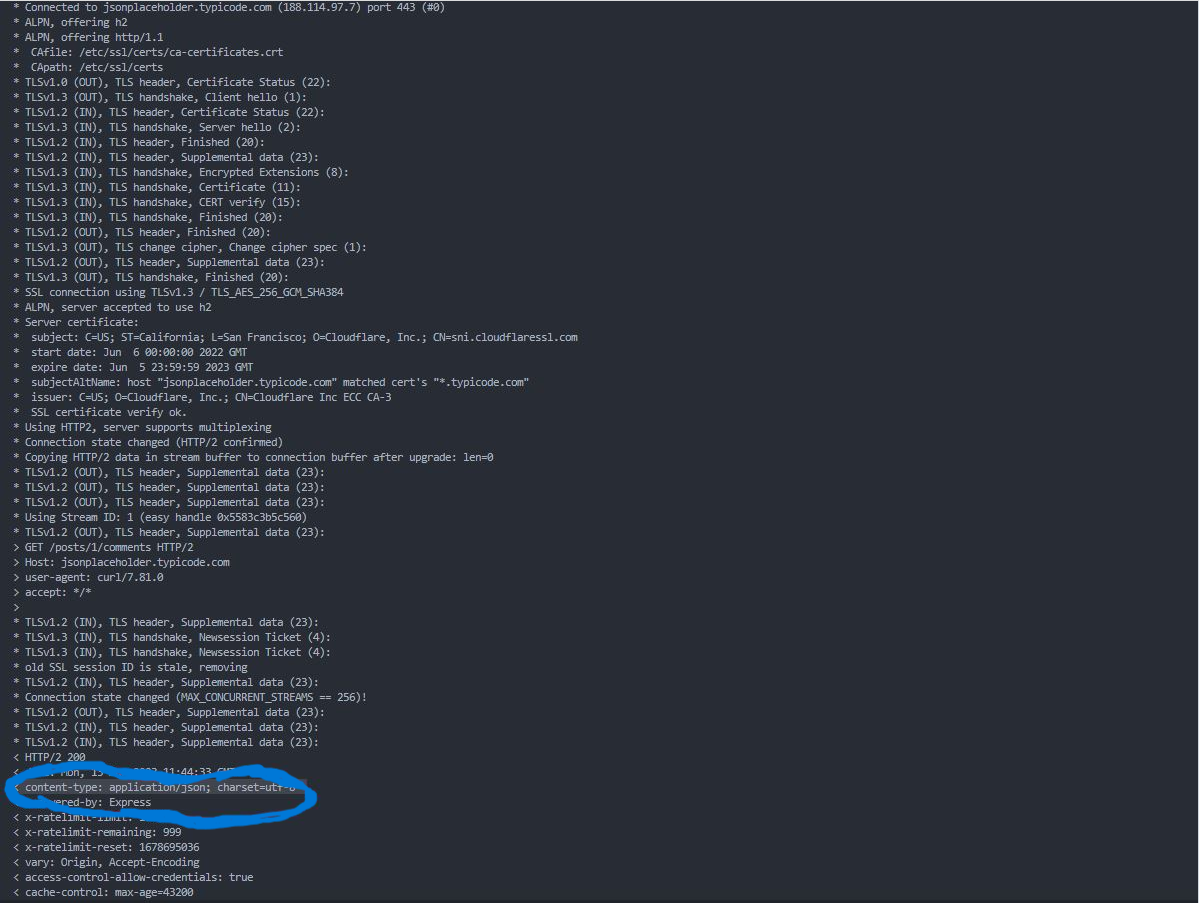 * Connected to jsonplaceholder.typicode.com (188.114.97.7) port 443 (#0)
* ALPN, offering h2
* ALPN, offering http/1.1
*  CAfile: /etc/ssl/certs/ca-certificates.crt
*  CApath: /etc/ssl/certs
* TLSv1.0 (OUT), TLS header, Certificate Status (22):
* TLSv1.3 (OUT), TLS handshake, Client hello (1):
* TLSv1.2 (IN), TLS header, Certificate Status (22):
* TLSv1.3 (IN), TLS handshake, Server hello (2):
* TLSv1.2 (IN), TLS header, Finished (20):
* TLSv1.2 (IN), TLS header, Supplemental data (23):
* TLSv1.3 (IN), TLS handshake, Encrypted Extensions (8):
* TLSv1.3 (IN), TLS handshake, Certificate (11):
* TLSv1.3 (IN), TLS handshake, CERT verify (15):
* TLSv1.3 (IN), TLS handshake, Finished (20):
* TLSv1.2 (OUT), TLS header, Finished (20):
* TLSv1.3 (OUT), TLS change cipher, Change cipher spec (1):
* TLSv1.2 (OUT), TLS header, Supplemental data (23):
* TLSv1.3 (OUT), TLS handshake, Finished (20):
* SSL connection using TLSv1.3 / TLS_AES_256_GCM_SHA384
* ALPN, server accepted to use h2
* Server certificate:
*  subject: C=US; ST=California; L=San Francisco; O=Cloudflare, Inc.; CN=sni.cloudflaressl.com
*  start date: Jun  6 00:00:00 2022 GMT
*  expire date: Jun  5 23:59:59 2023 GMT
*  subjectAltName: host "jsonplaceholder.typicode.com" matched cert's "*.typicode.com"
*  issuer: C=US; O=Cloudflare, Inc.; CN=Cloudflare Inc ECC CA-3
*  SSL certificate verify ok.
* Using HTTP2, server supports multiplexing
* Connection state changed (HTTP/2 confirmed)
* Copying HTTP/2 data in stream buffer to connection buffer after upgrade: len=0
* TLSv1.2 (OUT), TLS header, Supplemental data (23):
* TLSv1.2 (OUT), TLS header, Supplemental data (23):
* TLSv1.2 (OUT), TLS header, Supplemental data (23):
* Using Stream ID: 1 (easy handle 0x5583c3b5c560)
* TLSv1.2 (OUT), TLS header, Supplemental data (23):
> GET /posts/1/comments HTTP/2
> Host: jsonplaceholder.typicode.com
> user-agent: curl/7.81.0
> accept: */*
>
* TLSv1.2 (IN), TLS header, Supplemental data (23):
* TLSv1.3 (IN), TLS handshake, Newsession Ticket (4):
* TLSv1.3 (IN), TLS handshake, Newsession Ticket (4):
* old SSL session ID is stale, removing
* TLSv1.2 (IN), TLS header, Supplemental data (23):
* Connection state changed (MAX_CONCURRENT_STREAMS == 256)!
* TLSv1.2 (OUT), TLS header, Supplemental data (23):
* TLSv1.2 (IN), TLS header, Supplemental data (23):
* TLSv1.2 (IN), TLS header, Supplemental data (23):
< HTTP/2 200
< Mon, 13 11:44:33
< content-type: application/json; charset=utf-8
Express
< x-ratelimit-limit:
< x-ratelimit-remaining: 999
< x-ratelimit-reset: 1678695036
< vary: Origin, Accept-Encoding
< access-control-allow-credentials: true
< cache-control: max-age=43200